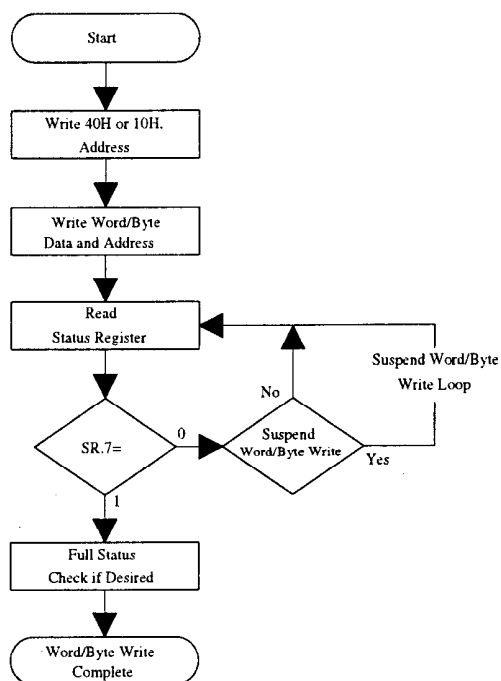 Start
Write 40H or 10H.
Address
Write Word/Byte
Data and Address
Read
Status Register
Suspend Word/Byte
Write Loop
No
SR.7=
0
Suspend
Word/Byte Write
Yes
1
Full Status
Check if Desired
Word/Byte Write
Complete